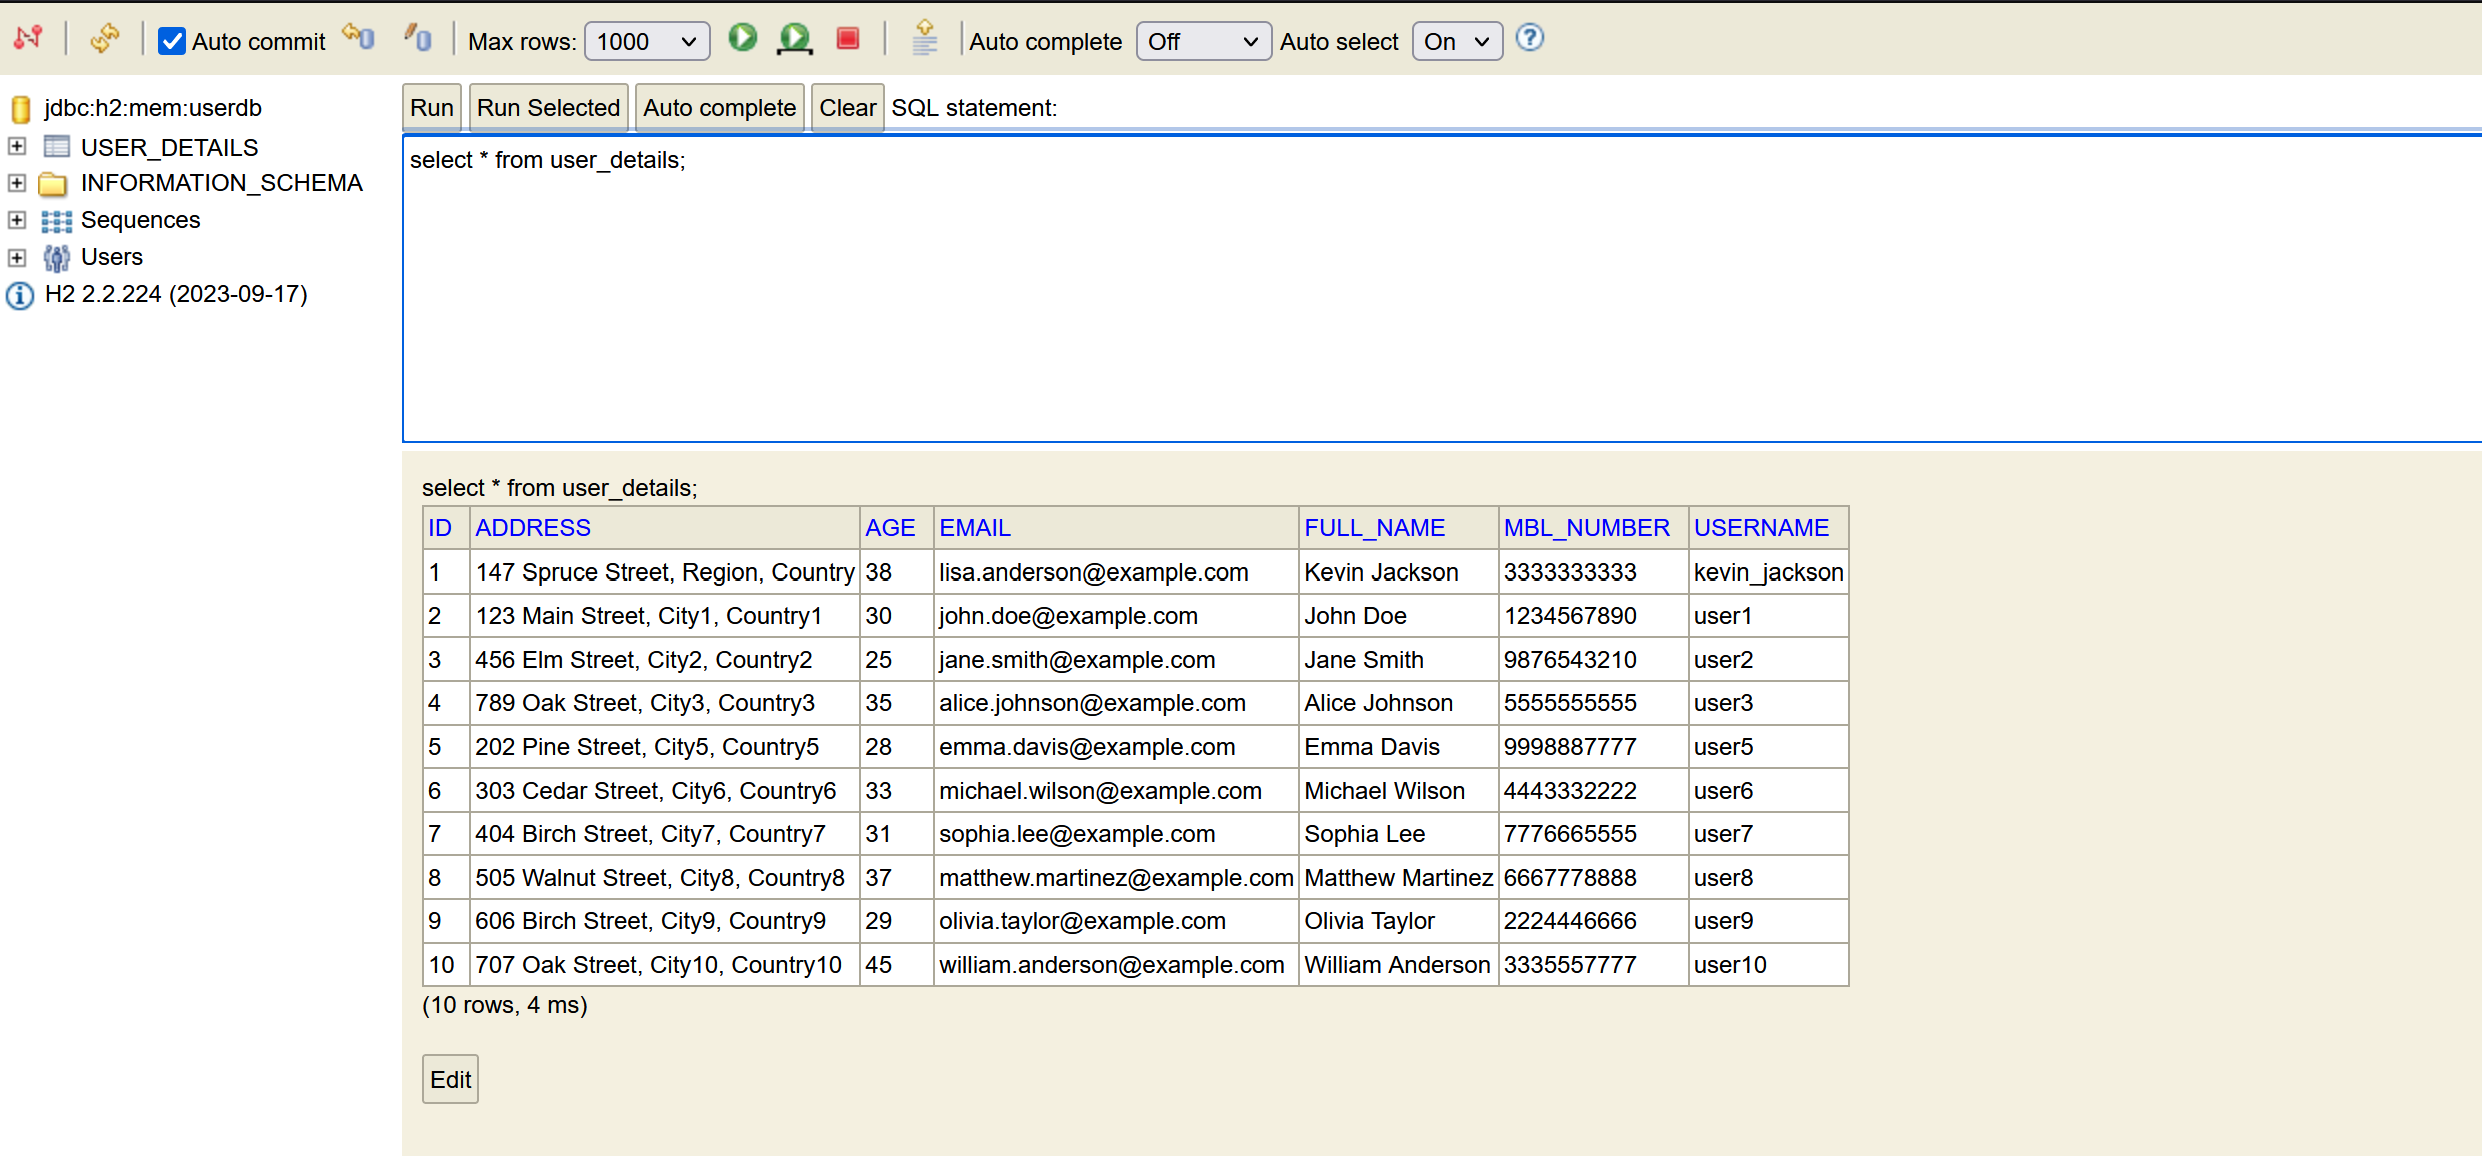 Auto commit Max rows: 1000 Auto complete Off Auto select On
jdbc:h2:mem:userdb
USER_DETAILS
INFORMATION_SCHEMA
Sequences
Users
H2 2.2.224 (2023-09-17)
Run Run Selected Auto complete Clear SQL statement:
select * from user_details;
select * from user_details;
ID ADDRESS AGE EMAIL FULL_NAME MBL_NUMBER USERNAME
1 147 Spruce Street, Region, Country 38 lisa.anderson@example.com Kevin Jackson 3333333333 kevin_jackson
2 123 Main Street, City1, Country1 30 john.doe@example.com John Doe 1234567890 user1
3 456 Elm Street, City2, Country2 25 jane.smith@example.com Jane Smith 9876543210 user2
4 789 Oak Street, City3, Country3 35 alice.johnson@example.com Alice Johnson 5555555555 user3
5 202 Pine Street, City5, Country5 28 emma.davis@example.com Emma Davis 9998887777 user5
6 303 Cedar Street, City6, Country6 33 michael.wilson@example.com Michael Wilson 4443332222 user6
7 404 Birch Street, City7, Country7 31 sophia.lee@example.com Sophia Lee 7776665555 user7
8 505 Walnut Street, City8, Country8 37 matthew.martinez@example.com Matthew Martinez 6667778888 user8
9 606 Birch Street, City9, Country9 29 olivia.taylor@example.com Olivia Taylor 2224446666 user9
10 707 Oak Street, City10, Country10 45 william.anderson@example.com William Anderson 3335557777 user10
(10 rows, 4 ms)
Edit